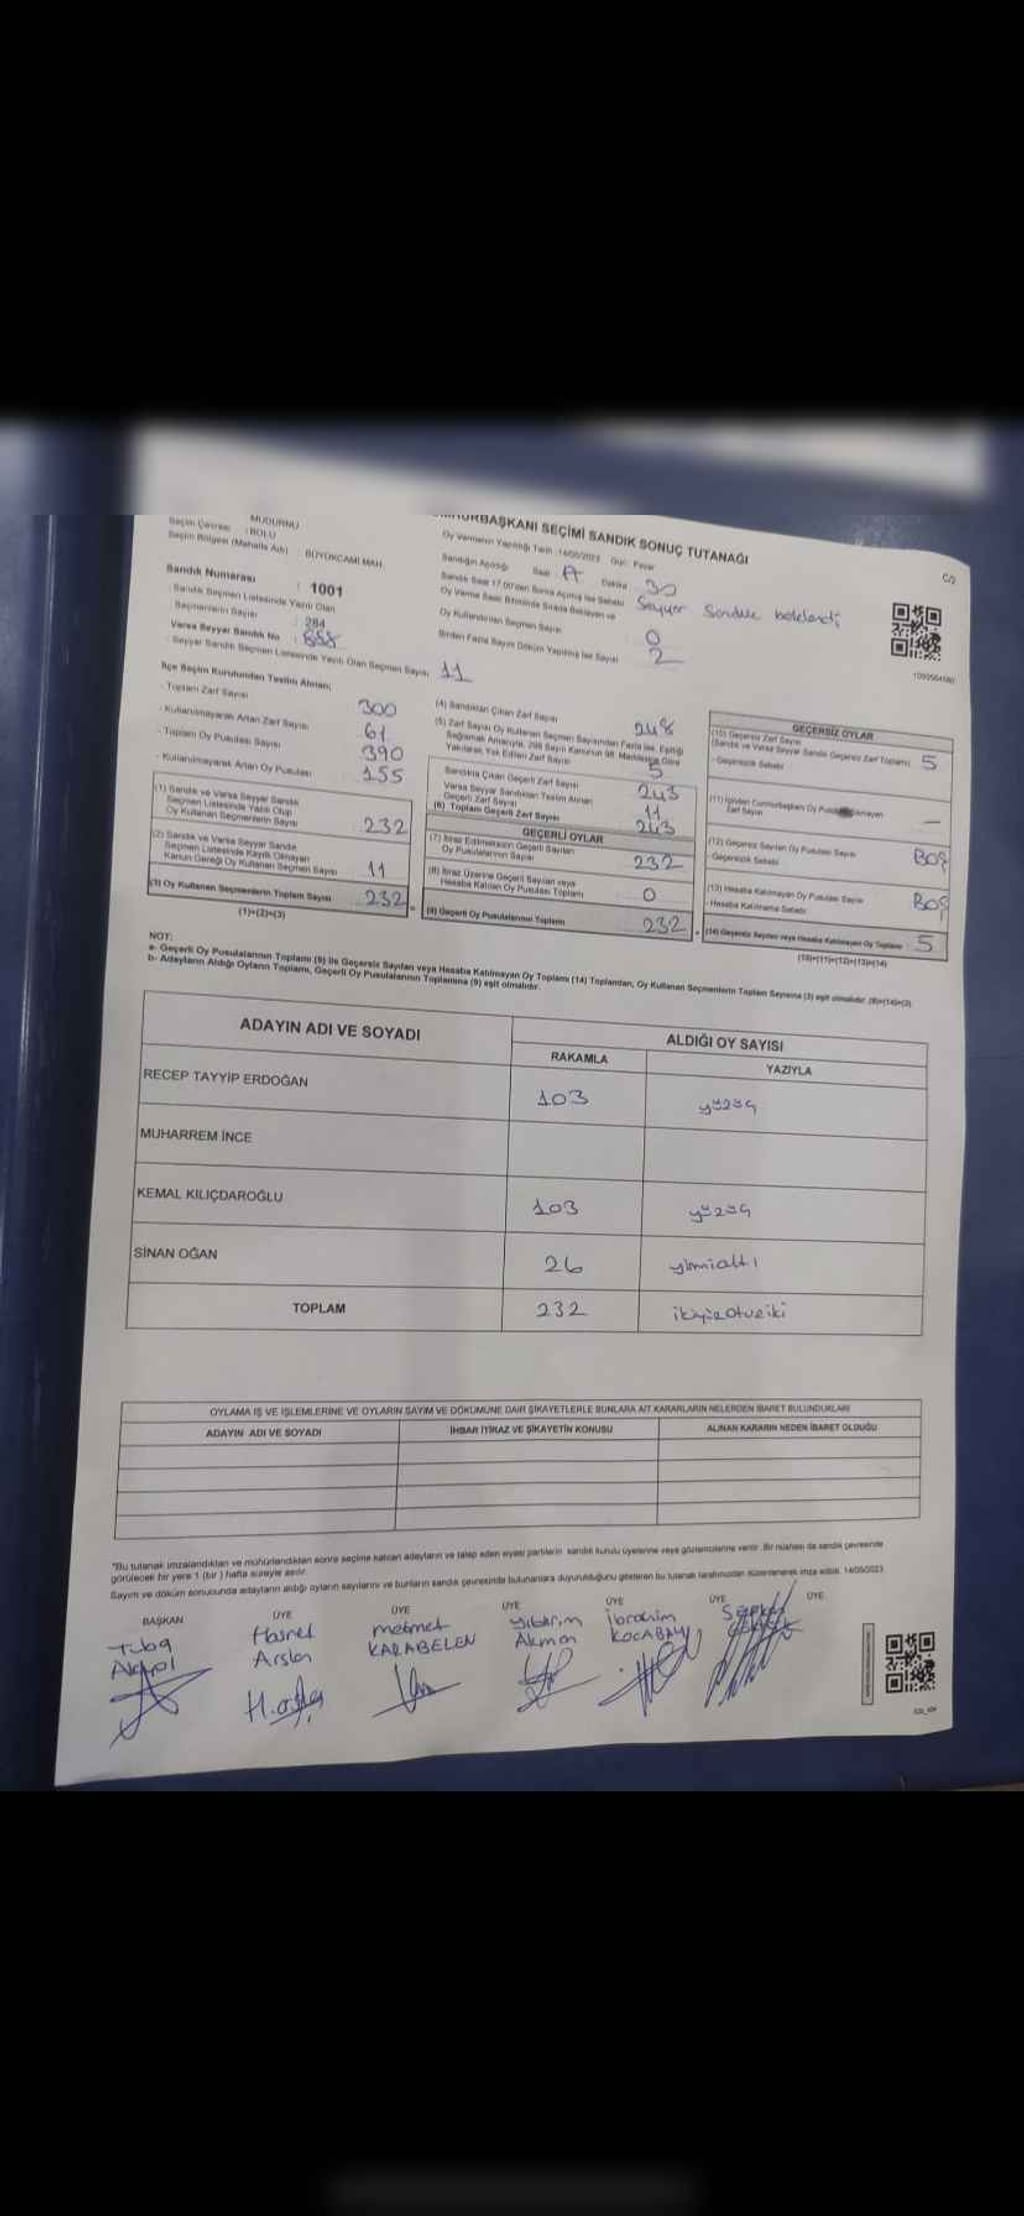 MUDURNU
Seçim Çevresi : BOLU
Seçim Bölgesi (Mahalle Adı) : BÜYÜKCAMİ MAH.
Sandık Numarası : 1001
Sandık Seçmen Listesinde Yazılı Olan
Seçmenlerin Sayısı : 284
Varsa Seyyar Sandık No :
Seyyar Sandık Seçmen Listesinde Yazılı Olan Seçmen Sayısı 11
URBAŞKANI SEÇİMİ SANDIK SONUÇ TUTANAĞI
Oy Vermenin Yapıldığı Tarih : 14/05/2023 Gün: Pazar
Sandığın Açıldığı Saat : Dakika : 30
Sandık Saat 17.00'den Sonra Açılmış İse Sebebi Seyyar Sandık beklendi
Oy Verme Saati Bitiminde Sırada Bekleyen ve
Oy Kullandırılan Seçmen Sayısı 0
Birden Fazla Sayım Döküm Yapılmış İse Sayısı 2
İlçe Seçim Kurulundan Teslim Alınan;
- Toplam Zarf Sayısı 300
- Kullanılmayarak Artan Zarf Sayısı 61
- Toplam Oy Pusulası Sayısı 390
- Kullanılmayarak Artan Oy Pusulası 155
(1) Sandık ve Varsa Seyyar Sandık
Seçmen Listesinde Yazılı Olup
Oy Kullanan Seçmenlerin Sayısı 232
(2) Sandık ve Varsa Seyyar Sandık
Seçmen Listesinde Kayıtlı Olmayan
Kanun Gereği Oy Kullanan Seçmen Sayısı 11
(3) Oy Kullanan Seçmenlerin Toplam Sayısı 232
(1)+(2)=(3)
(4) Sandıktan Çıkan Zarf Sayısı 248
(5) Zarf Sayısı Oy Kullanan Seçmen Sayısından Fazla ise, Eşitliği
Sağlamak Amacıyla, 298 Sayılı Kanunun 98. Maddesine Göre
Yakılarak Yok Edilen Zarf Sayısı 5
Sandıkta Çıkan Geçerli Zarf Sayısı 243
Varsa Seyyar Sandıktan Teslim Alınan
Geçerli Zarf Sayısı 11
(6) Toplam Geçerli Zarf Sayısı 243
GEÇERLİ OYLAR
(7) İtiraz Edilmeksizin Geçerli Sayılan
Oy Pusulalarının Sayısı 232
(8) İtiraz Üzerine Geçerli Sayılan veya
Hesaba Katılan Oy Pusulası Toplamı 0
(9) Geçerli Oy Pusulalarının Toplamı 232
GEÇERSİZ OYLAR
(10) Geçersiz Zarf Sayısı
(Sandık ve Varsa Seyyar Sandık Geçersiz Zarf Toplamı) 5
- Geçersizlik Sebebi
(11) İçinden Cumhurbaşkanı Oy
Zarf Sayısı —
(12) Geçersiz Sayılan Oy Pusulası Sayısı BOŞ
- Geçersizlik Sebebi
(13) Hesaba Katılmayan Oy Pusulası Sayısı BOŞ
- Hesaba Katılmama Sebebi
(14) Geçersiz Sayılan veya Hesaba Katılmayan Oy Toplamı 5
(10)+(11)+(12)+(13)=(14)
NOT:
a- Geçerli Oy Pusulalarının Toplamı (9) ile Geçersiz Sayılan veya Hesaba Katılmayan Oy Toplamı (14) Toplamları, Oy Kullanan Seçmenlerin Toplam Sayısına (3) eşit olmalıdır. (9)+(14)=(3)
b- Adayların Aldığı Oyların Toplamı, Geçerli Oy Pusulalarının Toplamına (9) eşit olmalıdır.
ADAYIN ADI VE SOYADI
ALDIĞI OY SAYISI
RAKAMLA YAZIYLA
RECEP TAYYİP ERDOĞAN 103 yüzüç
MUHARREM İNCE
KEMAL KILIÇDAROĞLU 103 yüzüç
SİNAN OĞAN 26 yirmialtı
TOPLAM 232 ikiyüzotuziki
OYLAMA İŞ VE İŞLEMLERİNE VE OYLARIN SAYIM VE DÖKÜMÜNE DAİR ŞİKAYETLERLE BUNLARA AİT KARARLARIN NELERDEN İBARET BULUNDUKLARI
ADAYIN ADI VE SOYADI İHBAR İTİRAZ VE ŞİKAYETİN KONUSU ALINAN KARARIN NEDEN İBARET OLDUĞU
"Bu tutanak imzalandıktan ve mühürlendikten sonra seçime katılan adayların ve talep eden siyasi partilerin sandık kurulu üyelerine veya gözlemcilerine verilir. Bir nüshası da sandık çevresinde
görülecek bir yere 1 (bir) hafta süreyle asılır.
Sayım ve döküm sonucunda adayların aldığı oyların sayılarını ve bunların sandık çevresinde bulunanlara duyurulduğunu gösteren bu tutanak tarafımızdan düzenlenerek imza edildi. 14/05/2023
BAŞKAN ÜYE ÜYE ÜYE ÜYE ÜYE ÜYE
Tuba Hasret mehmet Yıldırım ibrahim
Arslan KARABELEN Akman KOCABAY
H.